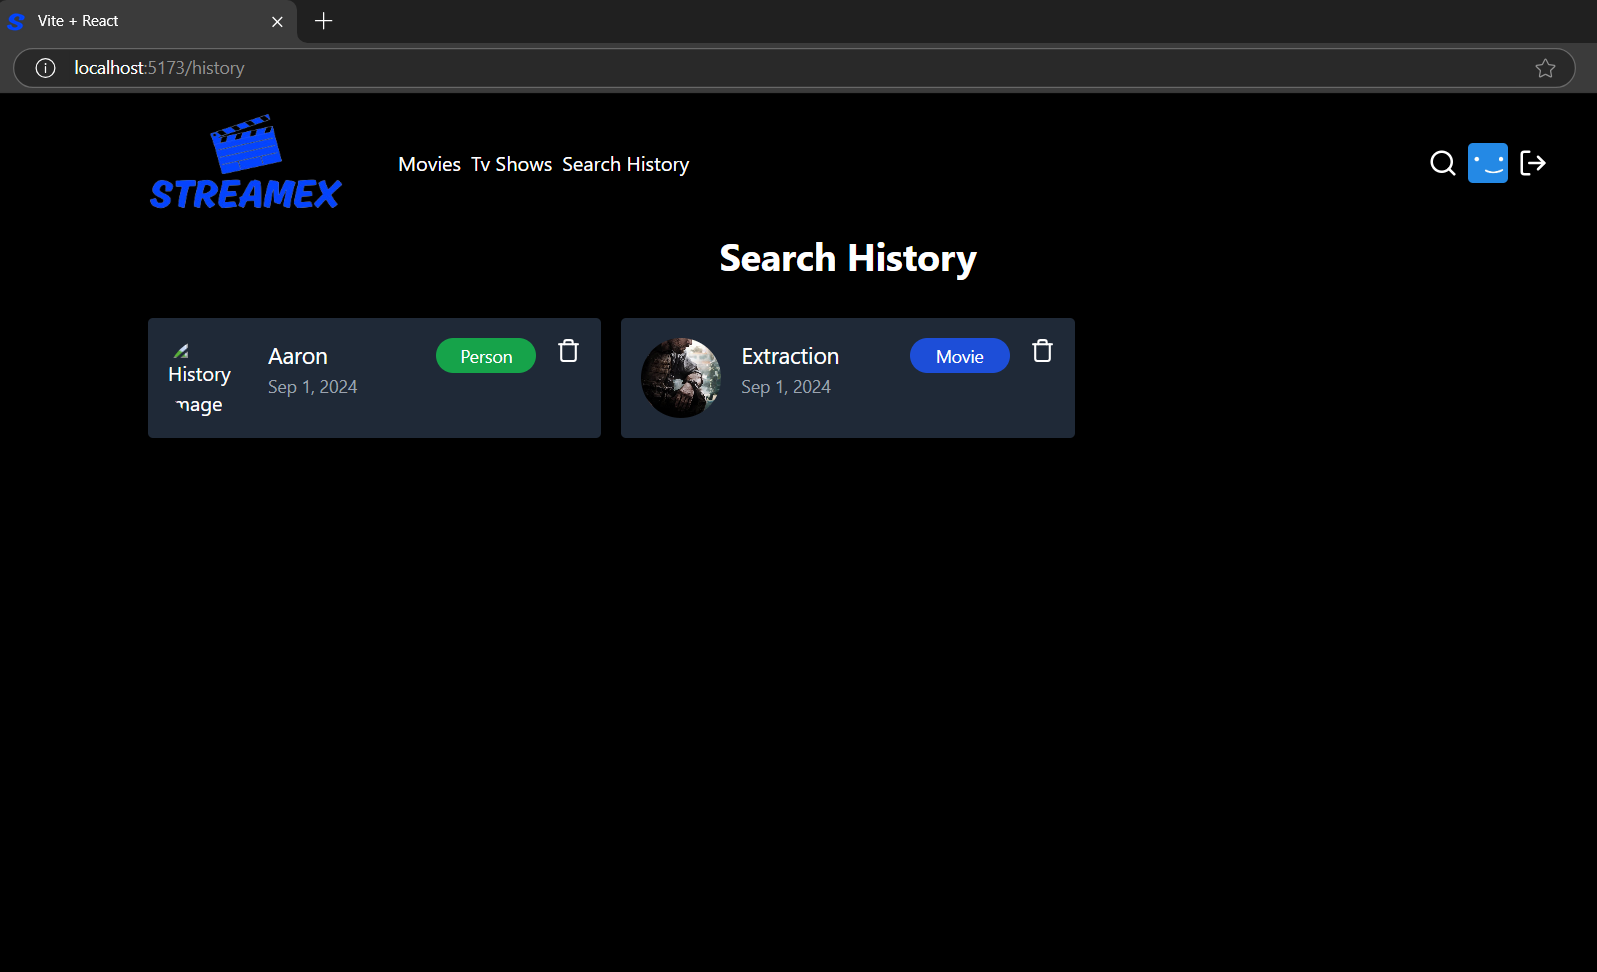 Vite + React
localhost:5173/history
STREAMEX
Movies Tv Shows Search History
Search History
History
mage
Aaron
Sep 1, 2024
Person
Extraction
Sep 1, 2024
Movie